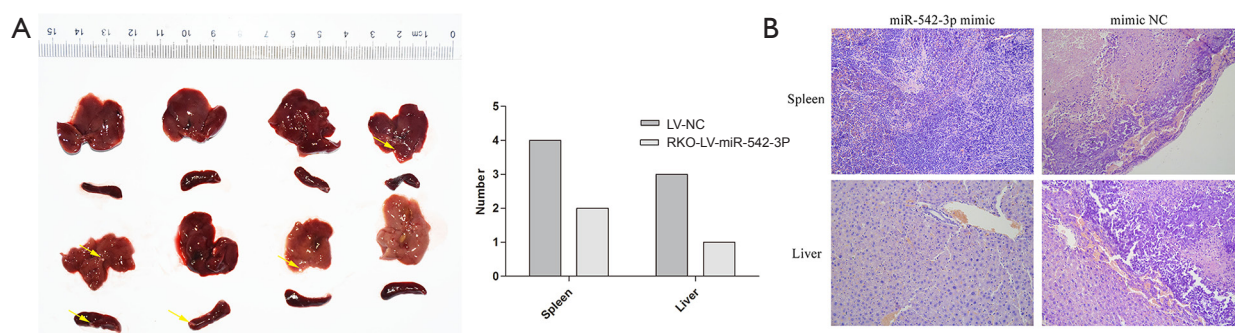 A
15 14 13 12 11 10 9 8 7 6 5 4 3 2 1cm 0
Number
5
4
3
2
1
0
Spleen
Liver
LV-NC
RKO-LV-miR-542-3P
B
miR-542-3p mimic
mimic NC
Spleen
Liver